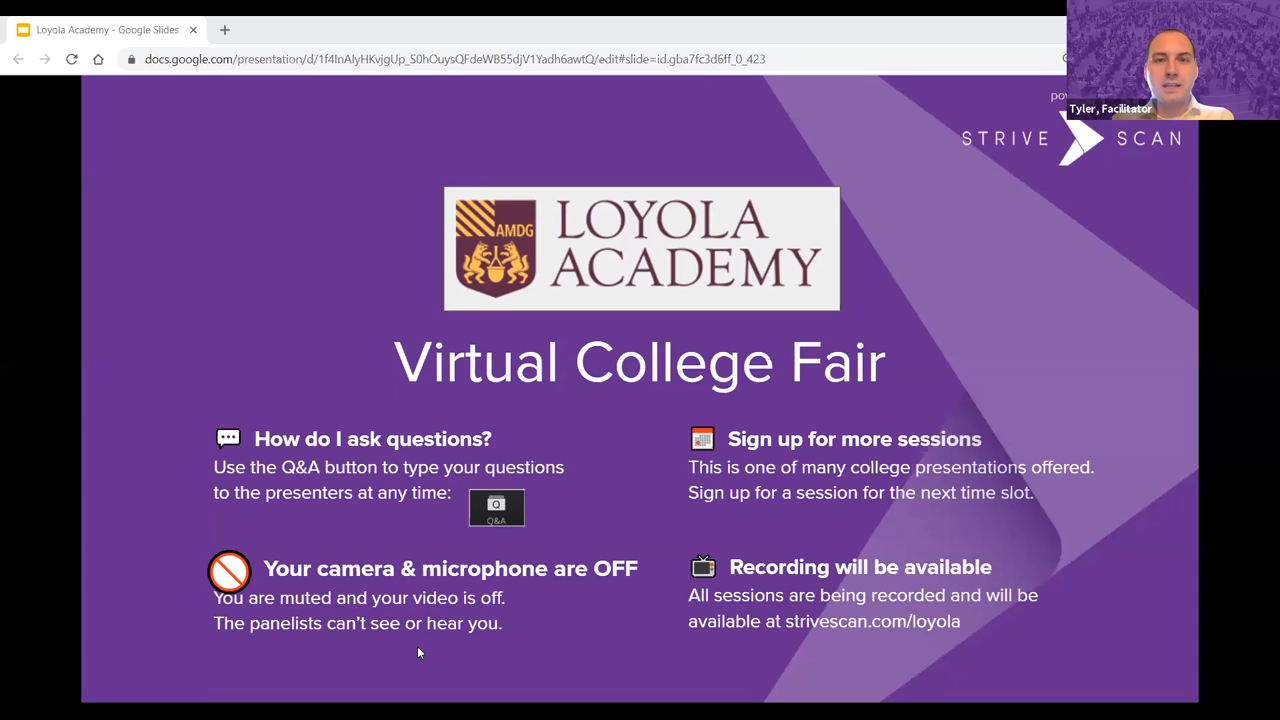 Loyola Academy - Google Slides
docs.google.com/presentation/d/1f4InAIyHKvjgUp_S0hOuysQFdeWB55djV1Yadh6awtQ/edit#slide=id.gba7fc3d6ff_0_423
Tyler, Facilitator
STRIVE SCAN
AMDG
LOYOLA
ACADEMY
Virtual College Fair
How do I ask questions?
Use the Q&A button to type your questions
to the presenters at any time:
Q
Q&A
Sign up for more sessions
This is one of many college presentations offered.
Sign up for a session for the next time slot.
Your camera & microphone are OFF
You are muted and your video is off.
The panelists can't see or hear you.
Recording will be available
All sessions are being recorded and will be
available at strivescan.com/loyola